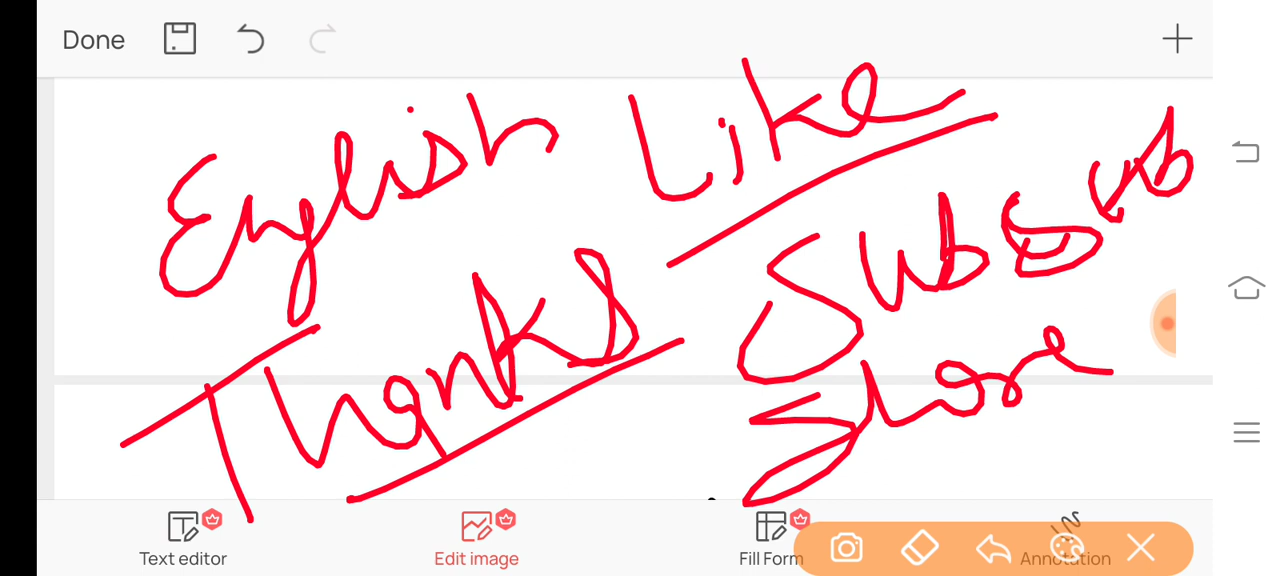 Done
English Like
Thanks Subscrib
Share
Text editor
Edit image
Fill Form
Annotation